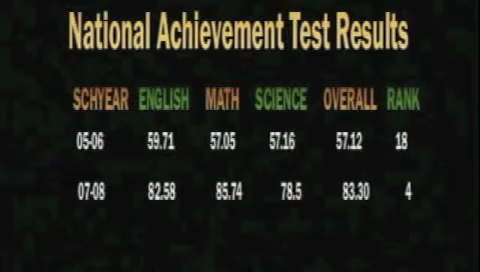 National Achievement Test Results
SCHYEAR ENGLISH MATH SCIENCE OVERALL RANK
05-06 59.71 57.05 57.16 57.12 18
07-08 82.58 85.74 78.5 83.30 4